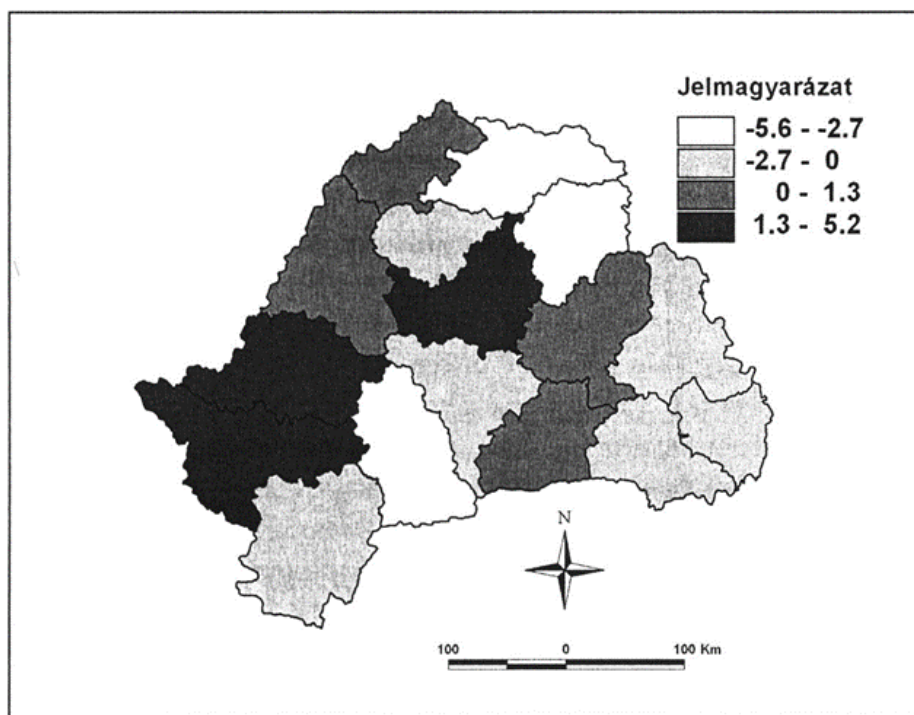 Jelmagyarázat
-5.6 - -2.7
-2.7 - 0
0 - 1.3
1.3 - 5.2
N
100 0 100 Km